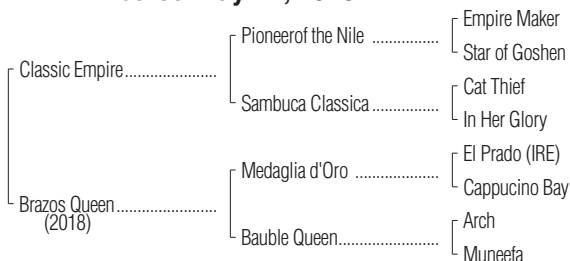 Empire Maker
Pioneerof the Nile ................
Star of Goshen
Classic Empire......................
Cat Thief
Sambuca Classica ................
In Her Glory
El Prado (IRE)
Medaglia d'Oro ....................
Cappucino Bay
Brazos Queen........................
(2018)
Arch
Bauble Queen........................
Muneefa